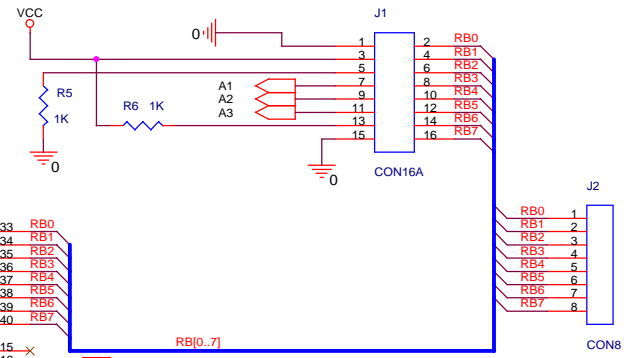 VCC
J1
0
1 2 RB0
3 4 RB1
5 6 RB2
A1 7 8 RB3
A2 9 10 RB4
A3 11 12 RB5
13 14 RB6
15 16 RB7
R5
1K
R6 1K
0
0
CON16A
J2
RB0 1
RB1 2
RB2 3
RB3 4
RB4 5
RB5 6
RB6 7
RB7 8
CON8
33 RB0
34 RB1
35 RB2
36 RB3
37 RB4
38 RB5
39 RB6
40 RB7
RB[0..7]
15